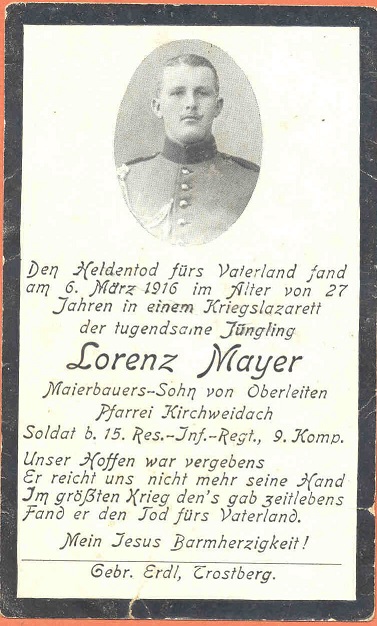 Den Heldentod fürs Vaterland fand
am 6. März 1916 im Alter von 27
Jahren in einem Kriegslazarett
der tugendsame Jüngling
Lorenz Mayer
Maierbauers-Sohn von Oberleiten
Pfarrei Kirchweidach
Soldat b. 15. Res.-Inf.-Regt., 9. Komp.
Unser Hoffen war vergebens
Er reicht uns nicht mehr seine Hand
Im größten Krieg den's gab zeitlebens
Fand er den Tod fürs Vaterland.
Mein Jesus Barmherzigkeit!
Gebr. Erdl, Trostberg.